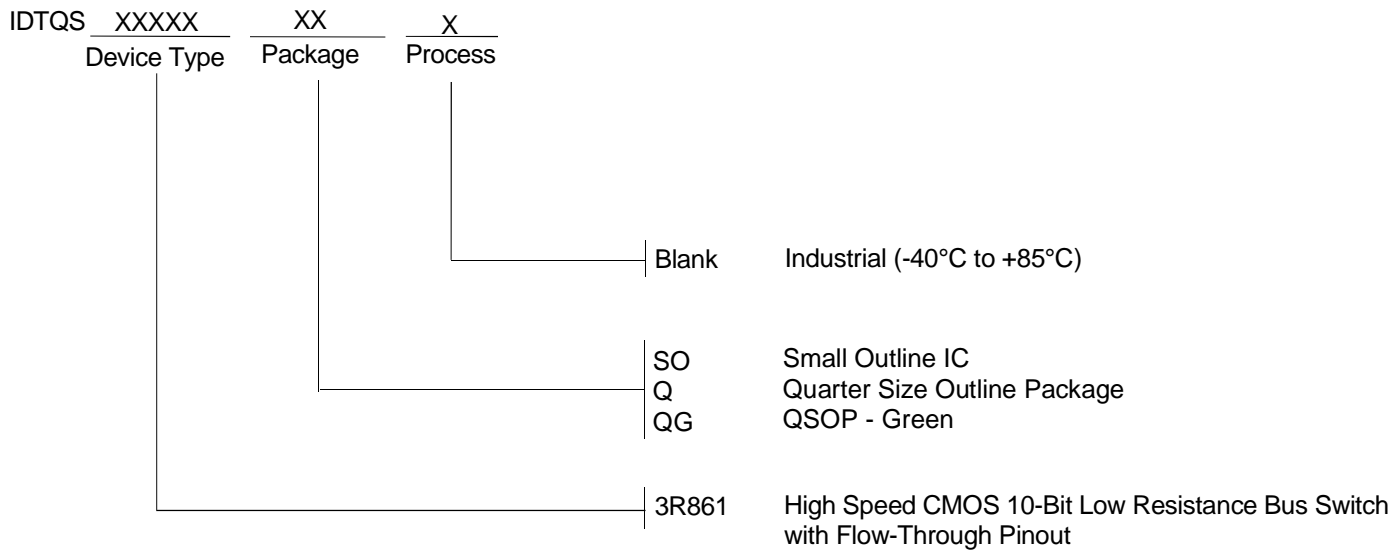 IDTQS XXXXX XX X
Device Type Package Process
Blank Industrial (-40°C to +85°C)
SO Small Outline IC
Q Quarter Size Outline Package
QG QSOP - Green
3R861 High Speed CMOS 10-Bit Low Resistance Bus Switch
with Flow-Through Pinout